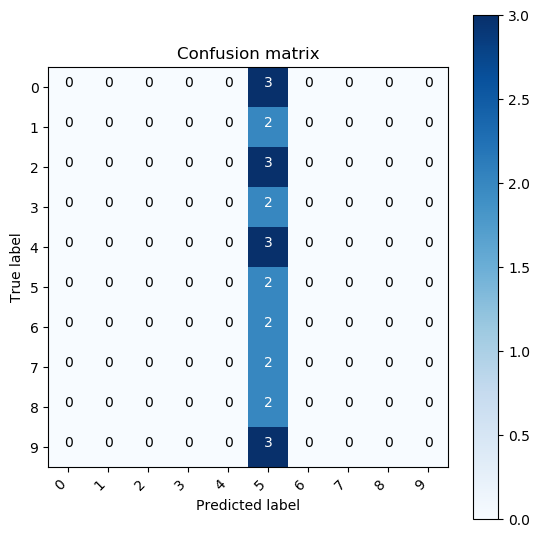 Confusion matrix
0 0 0 0 0 0 3 0 0 0 0
1 0 0 0 0 0 2 0 0 0 0
2 0 0 0 0 0 3 0 0 0 0
3 0 0 0 0 0 2 0 0 0 0
4 0 0 0 0 0 3 0 0 0 0
5 0 0 0 0 0 2 0 0 0 0
6 0 0 0 0 0 2 0 0 0 0
7 0 0 0 0 0 2 0 0 0 0
8 0 0 0 0 0 2 0 0 0 0
9 0 0 0 0 0 3 0 0 0 0
True label
0 1 2 3 4 5 6 7 8 9
Predicted label
3.0
2.5
2.0
1.5
1.0
0.5
0.0